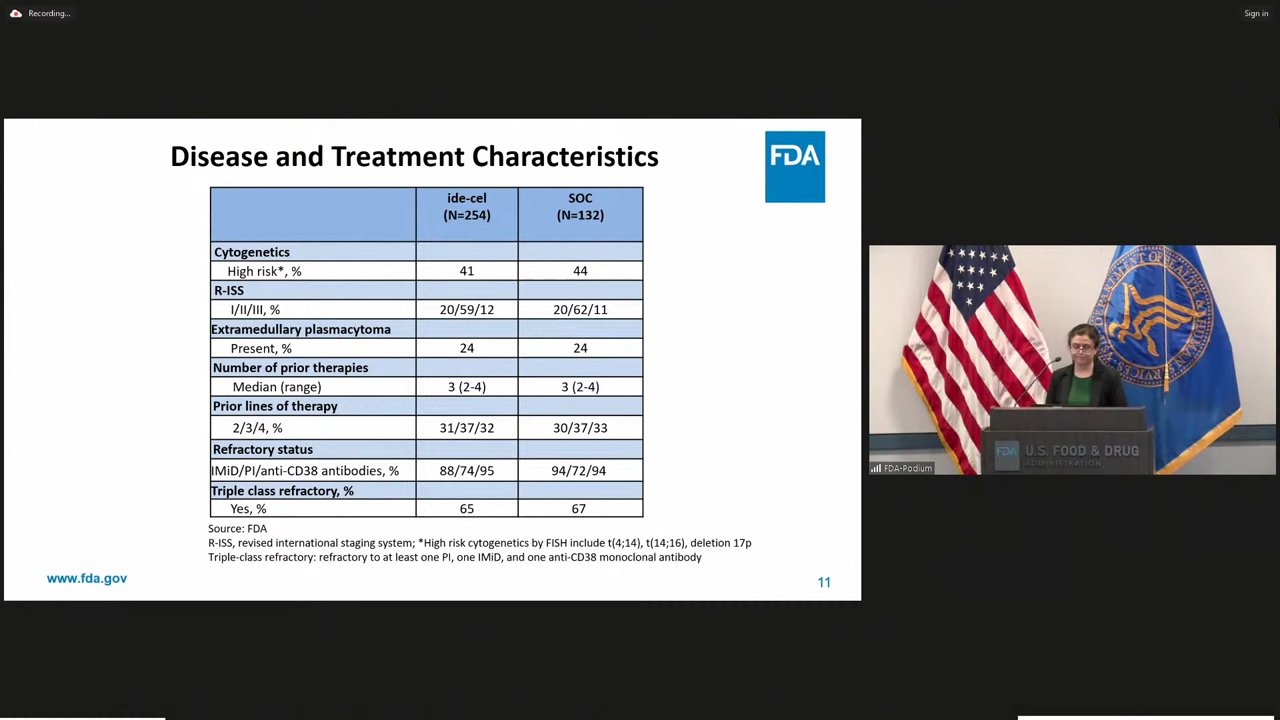 Recording...
Sign in
Disease and Treatment Characteristics
FDA
ide-cel SOC
(N=254) (N=132)
Cytogenetics
High risk*, % 41 44
R-ISS
I/II/III, % 20/59/12 20/62/11
Extramedullary plasmacytoma
Present, % 24 24
Number of prior therapies
Median (range) 3 (2-4) 3 (2-4)
Prior lines of therapy
2/3/4, % 31/37/32 30/37/33
Refractory status
IMiD/PI/anti-CD38 antibodies, % 88/74/95 94/72/94
Triple class refractory, %
Yes, % 65 67
Source: FDA
R-ISS, revised international staging system; *High risk cytogenetics by FISH include t(4;14), t(14;16), deletion 17p
Triple-class refractory: refractory to at least one PI, one IMiD, and one anti-CD38 monoclonal antibody
www.fda.gov
11
DEPARTMENT OF HEALTH & HUMAN SERVICES
FDA U.S. FOOD & DRUG
ADMINISTRATION
FDA-Podium